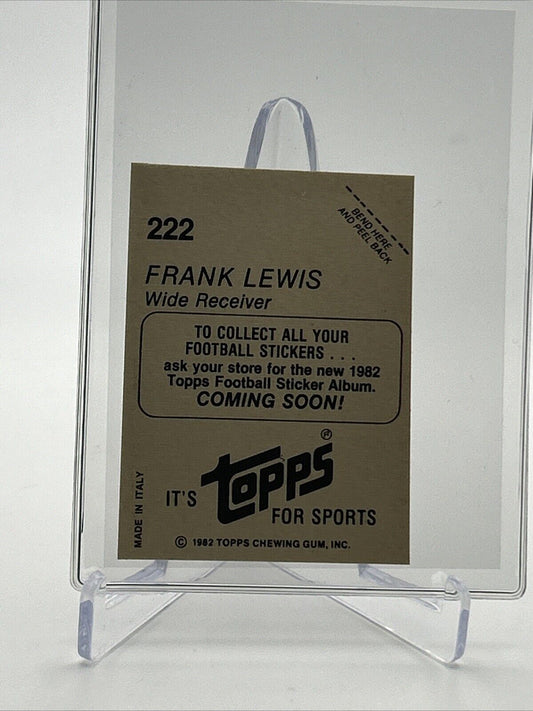 222
BEND HERE
AND PEEL BACK
FRANK LEWIS
Wide Receiver
TO COLLECT ALL YOUR
FOOTBALL STICKERS . . .
ask your store for the new 1982
Topps Football Sticker Album.
COMING SOON!
IT'S topps®
FOR SPORTS
MADE IN ITALY
© 1982 TOPPS CHEWING GUM, INC.